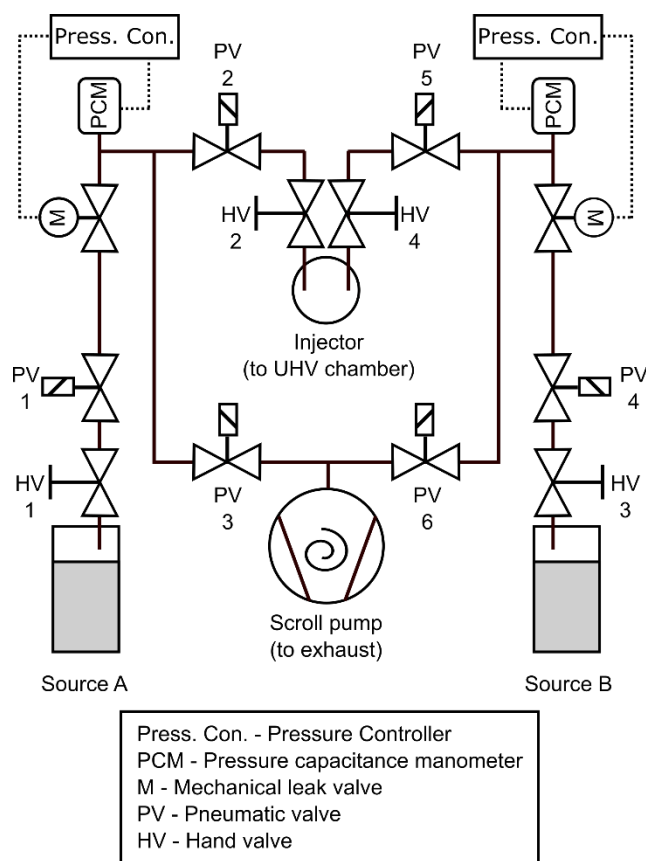 Press. Con.
PV
2
PV
5
Press. Con.
PCM
PCM
M
HV
2
HV
4
M
Injector
(to UHV chamber)
PV
1
PV
4
HV
1
PV
3
PV
6
HV
3
Scroll pump
(to exhaust)
Source A
Source B
Press. Con. - Pressure Controller
PCM - Pressure capacitance manometer
M - Mechanical leak valve
PV - Pneumatic valve
HV - Hand valve